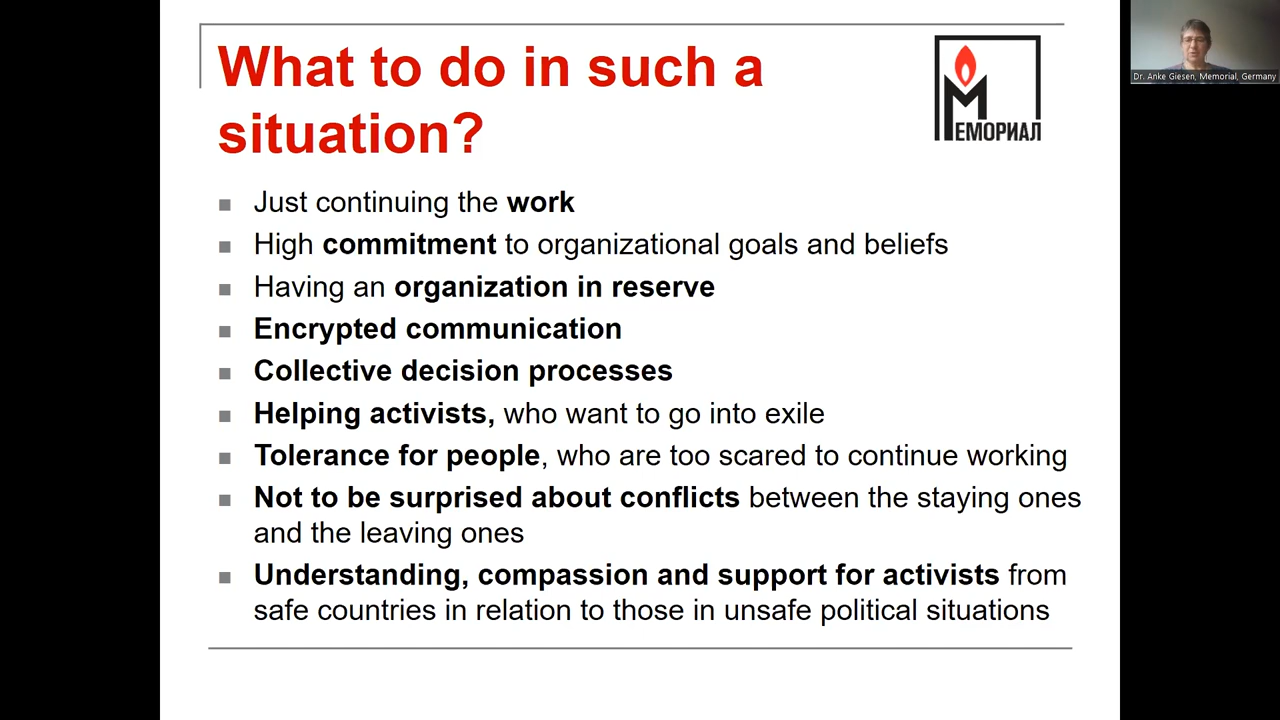 What to do in such a
situation?
МЕМОРИАЛ
Dr. Anke Giesen, Memorial, Germany
■ Just continuing the work
■ High commitment to organizational goals and beliefs
■ Having an organization in reserve
■ Encrypted communication
■ Collective decision processes
■ Helping activists, who want to go into exile
■ Tolerance for people, who are too scared to continue working
■ Not to be surprised about conflicts between the staying ones
and the leaving ones
■ Understanding, compassion and support for activists from
safe countries in relation to those in unsafe political situations